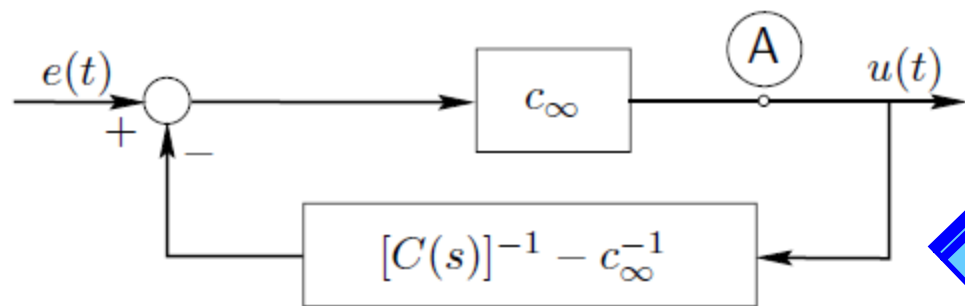 A
e(t)
u(t)
c∞
+
−
[C(s)]⁻¹ − c∞⁻¹